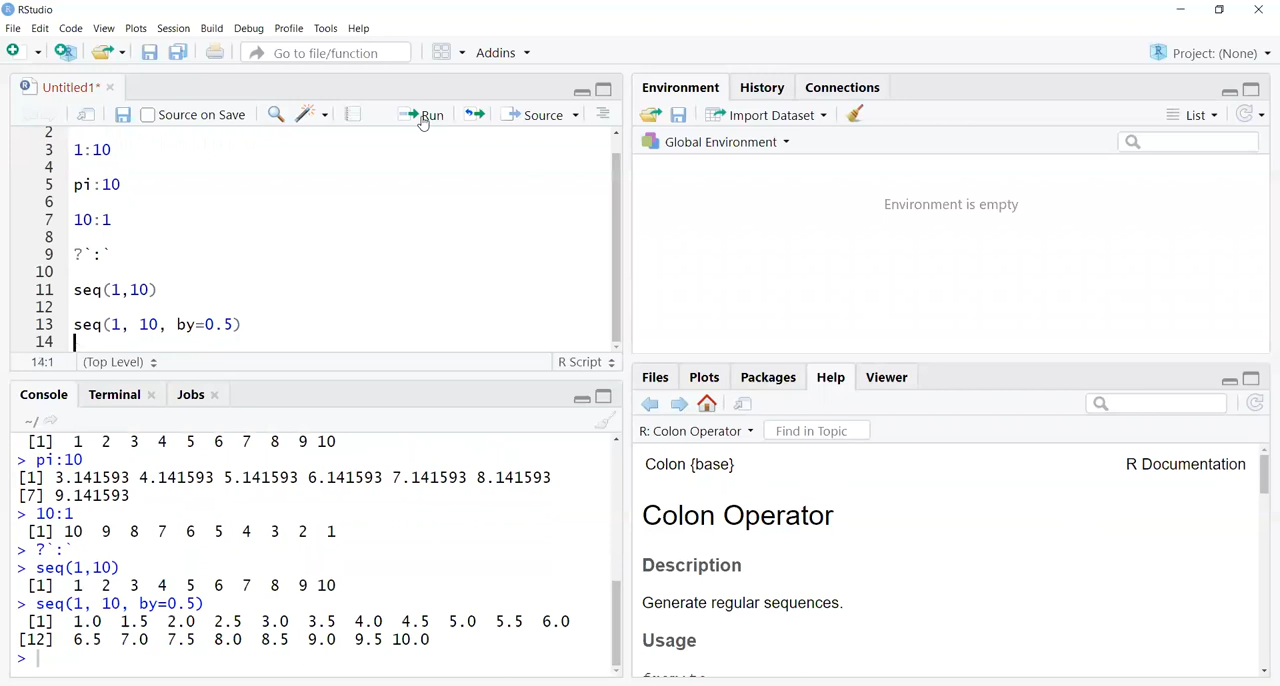 RStudio
File Edit Code View Plots Session Build Debug Profile Tools Help
Go to file/function Addins Project: (None)
Untitled1*
Source on Save Run Source
2
3 1:10
4
5 pi:10
6
7 10:1
8
9 ?`:`
10
11 seq(1,10)
12
13 seq(1, 10, by=0.5)
14
14:1 (Top Level) R Script
Console Terminal Jobs
~/
[1] 1 2 3 4 5 6 7 8 9 10
> pi:10
[1] 3.141593 4.141593 5.141593 6.141593 7.141593 8.141593
[7] 9.141593
> 10:1
[1] 10 9 8 7 6 5 4 3 2 1
> ?`:`
> seq(1,10)
[1] 1 2 3 4 5 6 7 8 9 10
> seq(1, 10, by=0.5)
[1] 1.0 1.5 2.0 2.5 3.0 3.5 4.0 4.5 5.0 5.5 6.0
[12] 6.5 7.0 7.5 8.0 8.5 9.0 9.5 10.0
>
Environment History Connections
Import Dataset List
Global Environment
Environment is empty
Files Plots Packages Help Viewer
R: Colon Operator Find in Topic
Colon {base} R Documentation
Colon Operator
Description
Generate regular sequences.
Usage